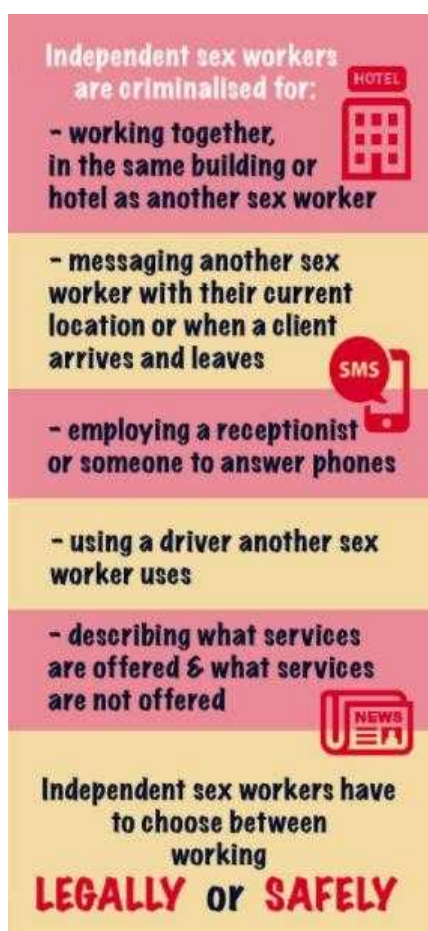 Independent sex workers
are criminalised for:
HOTEL
- working together,
in the same building or
hotel as another sex worker
- messaging another sex
worker with their current
location or when a client
arrives and leaves
SMS
- employing a receptionist
or someone to answer phones
- using a driver another sex
worker uses
- describing what services
are offered & what services
are not offered
NEWS
Independent sex workers have
to choose between
working
LEGALLY or SAFELY